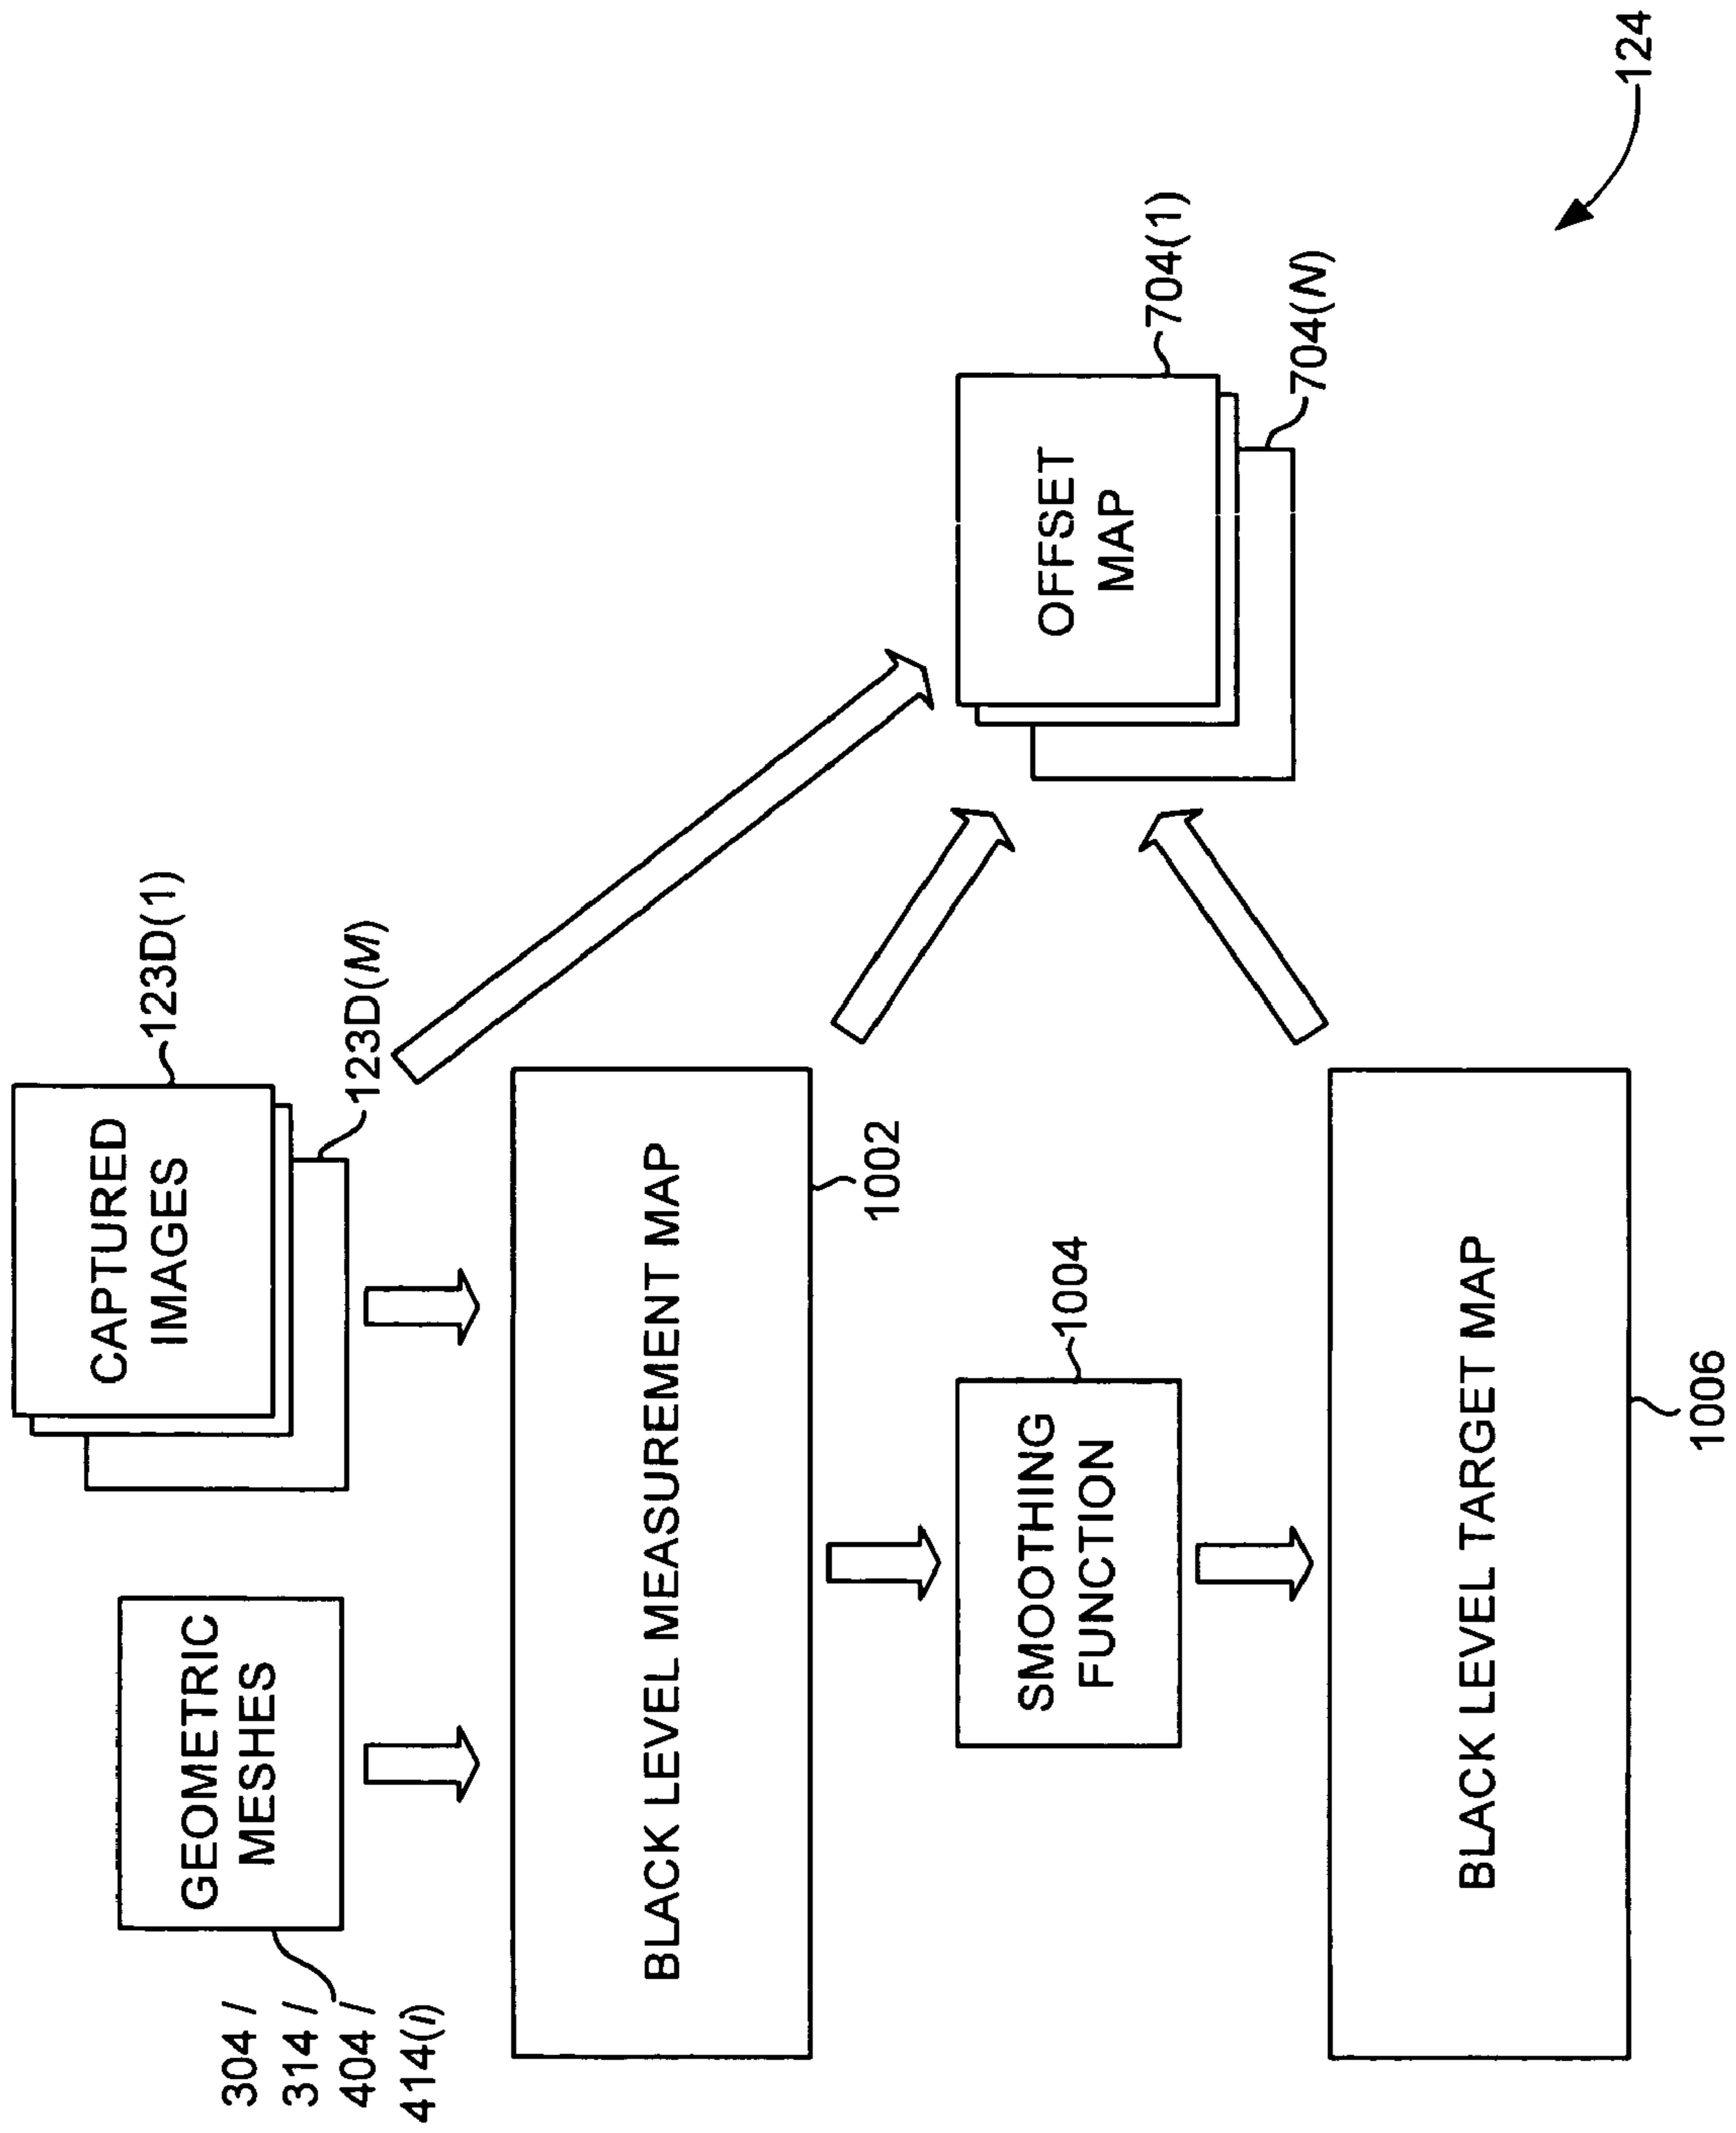 GEOMETRIC
MESHES
304 /
314 /
404 /
414(i)
CAPTURED
IMAGES
123D(1)
123D(M)
BLACK LEVEL MEASUREMENT MAP
1002
SMOOTHING
FUNCTION
1004
OFFSET
MAP
704(1)
704(N)
BLACK LEVEL TARGET MAP
1006
124